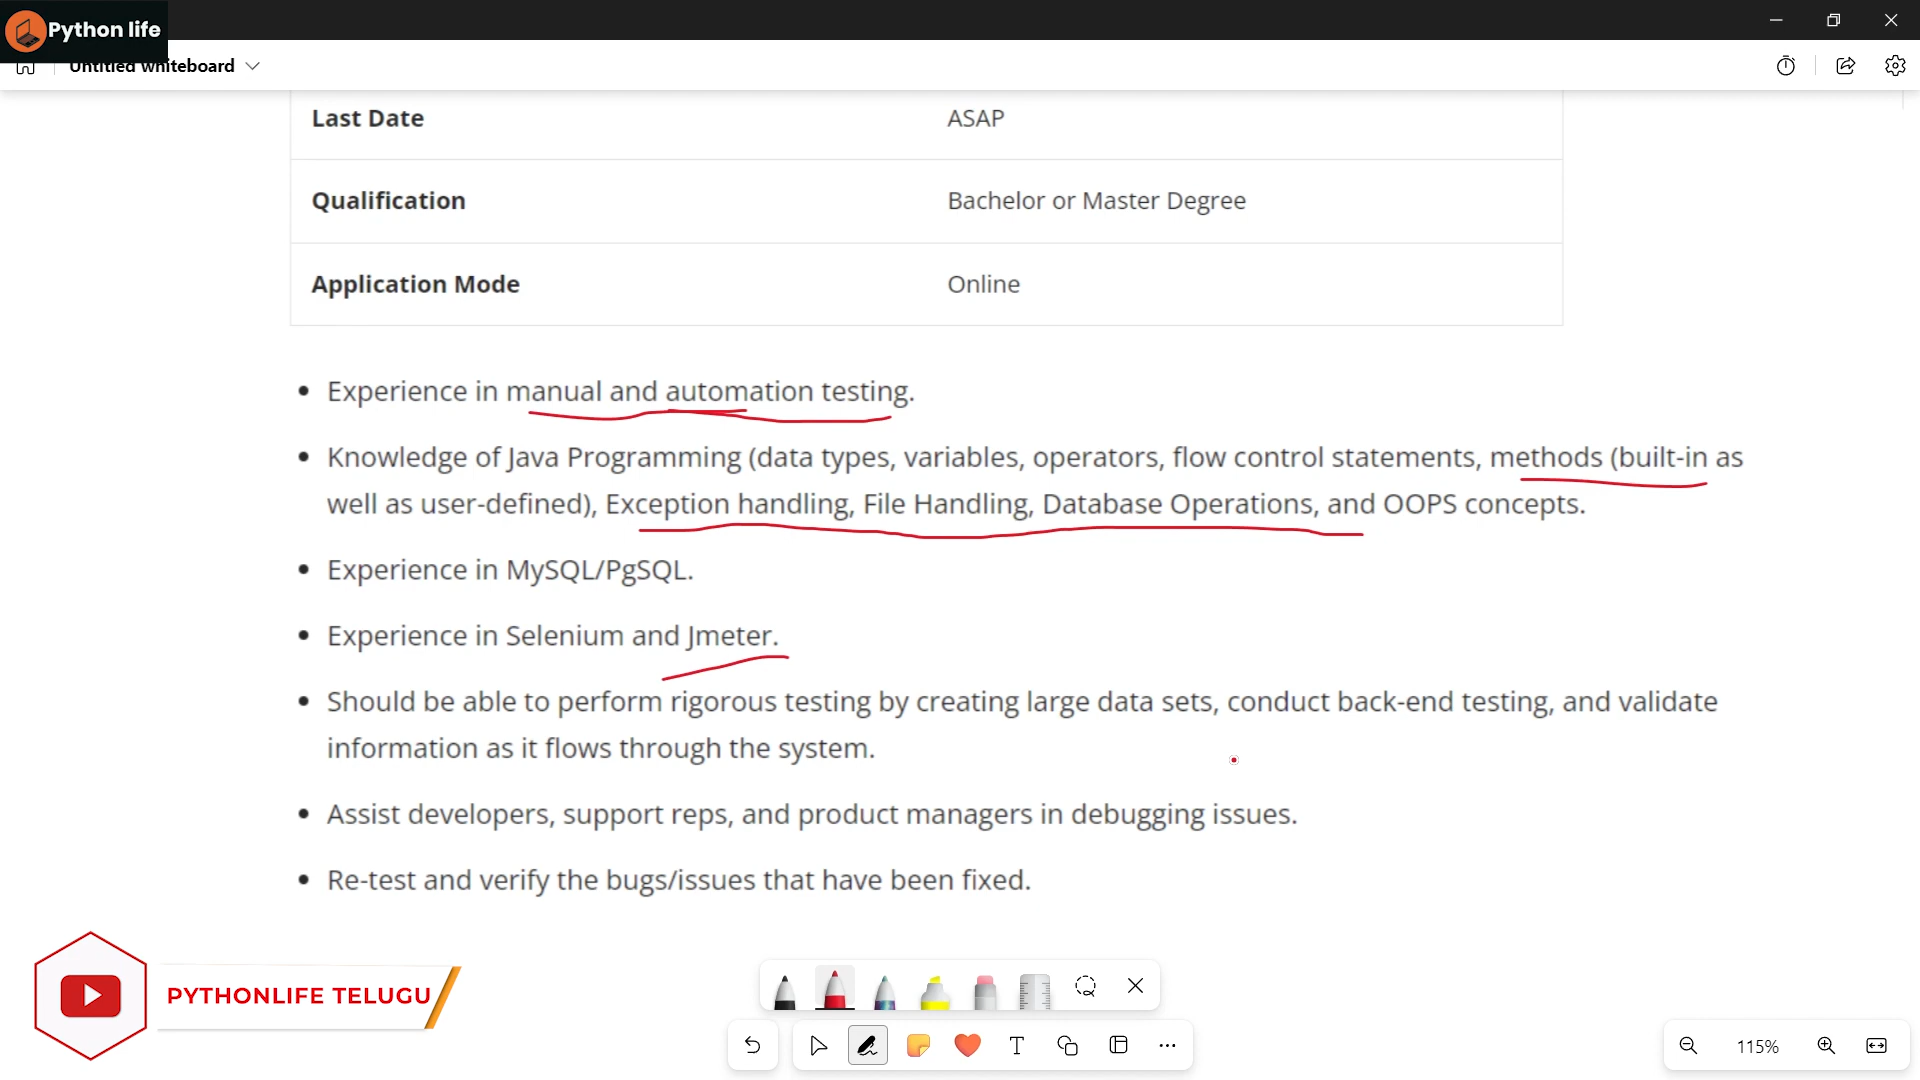 Python life
Untitled whiteboard
Last Date ASAP
Qualification Bachelor or Master Degree
Application Mode Online
• Experience in manual and automation testing.
• Knowledge of Java Programming (data types, variables, operators, flow control statements, methods (built-in as
well as user-defined), Exception handling, File Handling, Database Operations, and OOPS concepts.
• Experience in MySQL/PgSQL.
• Experience in Selenium and Jmeter.
• Should be able to perform rigorous testing by creating large data sets, conduct back-end testing, and validate
information as it flows through the system.
• Assist developers, support reps, and product managers in debugging issues.
• Re-test and verify the bugs/issues that have been fixed.
PYTHONLIFE TELUGU
115%